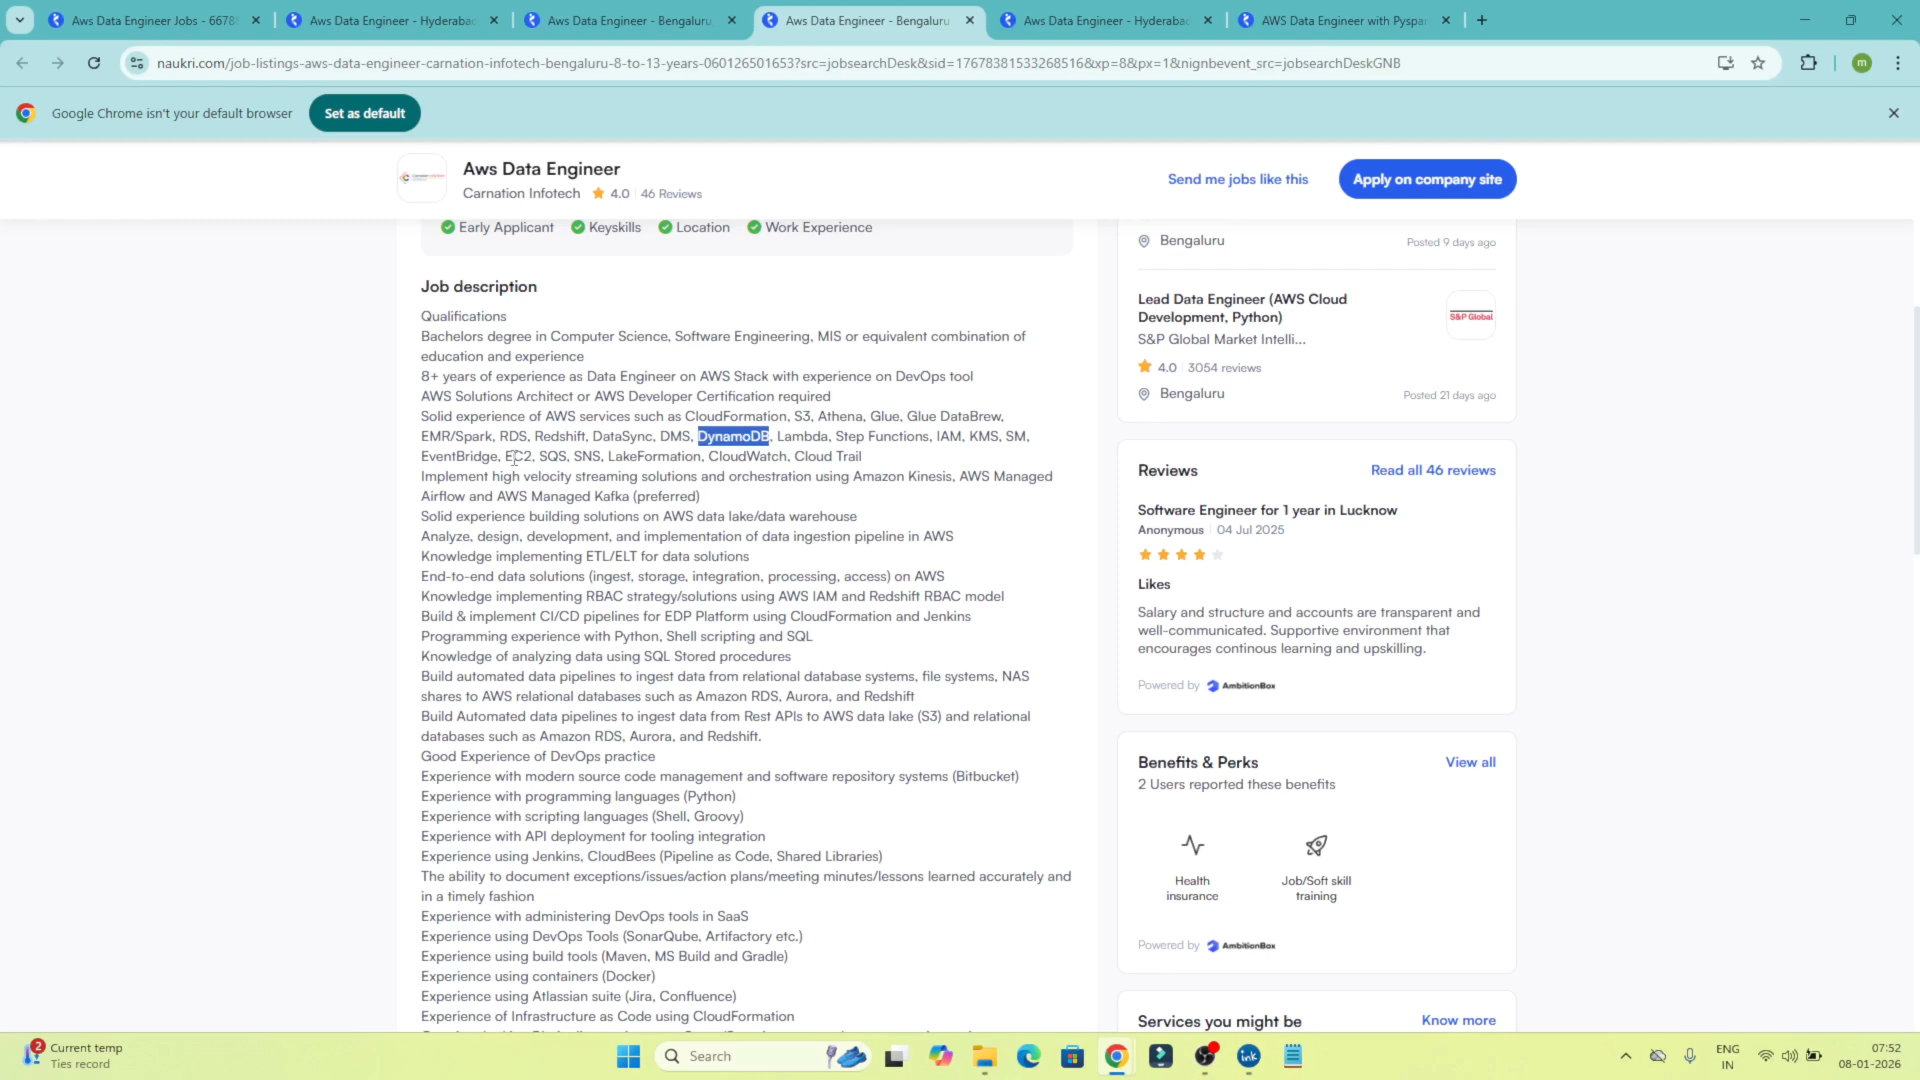 Aws Data Engineer Jobs - 6678
Aws Data Engineer - Hyderabad
Aws Data Engineer - Bengaluru
Aws Data Engineer - Bengaluru
Aws Data Engineer - Hyderabad
AWS Data Engineer with Pyspar
naukri.com/job-listings-aws-data-engineer-carnation-infotech-bengaluru-8-to-13-years-060126501653?src=jobsearchDesk&sid=17678381533268516&xp=8&px=1&nignbevent_src=jobsearchDeskGNB
m
Google Chrome isn't your default browser
Set as default
Aws Data Engineer
Carnation Infotech 4.0 46 Reviews
Send me jobs like this
Apply on company site
Early Applicant Keyskills Location Work Experience
Job description
Qualifications
Bachelors degree in Computer Science, Software Engineering, MIS or equivalent combination of
education and experience
8+ years of experience as Data Engineer on AWS Stack with experience on DevOps tool
AWS Solutions Architect or AWS Developer Certification required
Solid experience of AWS services such as CloudFormation, S3, Athena, Glue, Glue DataBrew,
EMR/Spark, RDS, Redshift, DataSync, DMS, DynamoDB, Lambda, Step Functions, IAM, KMS, SM,
EventBridge, EC2, SQS, SNS, LakeFormation, CloudWatch, Cloud Trail
Implement high velocity streaming solutions and orchestration using Amazon Kinesis, AWS Managed
Airflow and AWS Managed Kafka (preferred)
Solid experience building solutions on AWS data lake/data warehouse
Analyze, design, development, and implementation of data ingestion pipeline in AWS
Knowledge implementing ETL/ELT for data solutions
End-to-end data solutions (ingest, storage, integration, processing, access) on AWS
Knowledge implementing RBAC strategy/solutions using AWS IAM and Redshift RBAC model
Build & implement CI/CD pipelines for EDP Platform using CloudFormation and Jenkins
Programming experience with Python, Shell scripting and SQL
Knowledge of analyzing data using SQL Stored procedures
Build automated data pipelines to ingest data from relational database systems, file systems, NAS
shares to AWS relational databases such as Amazon RDS, Aurora, and Redshift
Build Automated data pipelines to ingest data from Rest APIs to AWS data lake (S3) and relational
databases such as Amazon RDS, Aurora, and Redshift.
Good Experience of DevOps practice
Experience with modern source code management and software repository systems (Bitbucket)
Experience with programming languages (Python)
Experience with scripting languages (Shell, Groovy)
Experience with API deployment for tooling integration
Experience using Jenkins, CloudBees (Pipeline as Code, Shared Libraries)
The ability to document exceptions/issues/action plans/meeting minutes/lessons learned accurately and
in a timely fashion
Experience with administering DevOps tools in SaaS
Experience using DevOps Tools (SonarQube, Artifactory etc.)
Experience using build tools (Maven, MS Build and Gradle)
Experience using containers (Docker)
Experience using Atlassian suite (Jira, Confluence)
Experience of Infrastructure as Code using CloudFormation
Bengaluru
Posted 9 days ago
Lead Data Engineer (AWS Cloud
Development, Python)
S&P Global
S&P Global Market Intelli...
4.0 3054 reviews
Bengaluru
Posted 21 days ago
Reviews
Read all 46 reviews
Software Engineer for 1 year in Lucknow
Anonymous 04 Jul 2025
Likes
Salary and structure and accounts are transparent and
well-communicated. Supportive environment that
encourages continous learning and upskilling.
Powered by AmbitionBox
Benefits & Perks
View all
2 Users reported these benefits
Health
insurance
Job/Soft skill
training
Powered by AmbitionBox
Services you might be
Know more
2
Current temp
Ties record
Search
ink
ENG
IN
07:52
08-01-2026